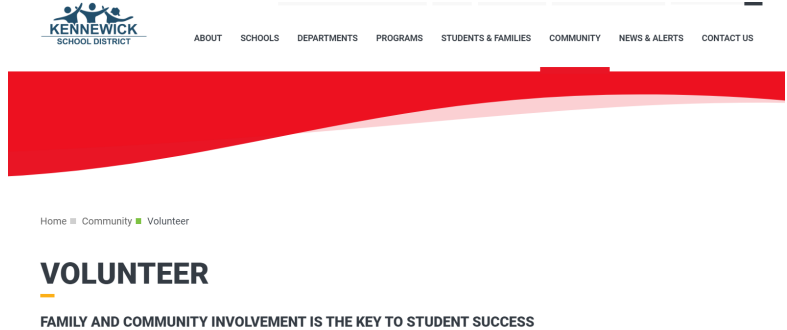 KENNEWICK
SCHOOL DISTRICT
ABOUT SCHOOLS DEPARTMENTS PROGRAMS STUDENTS & FAMILIES COMMUNITY NEWS & ALERTS CONTACT US
Home Community Volunteer
VOLUNTEER
FAMILY AND COMMUNITY INVOLVEMENT IS THE KEY TO STUDENT SUCCESS